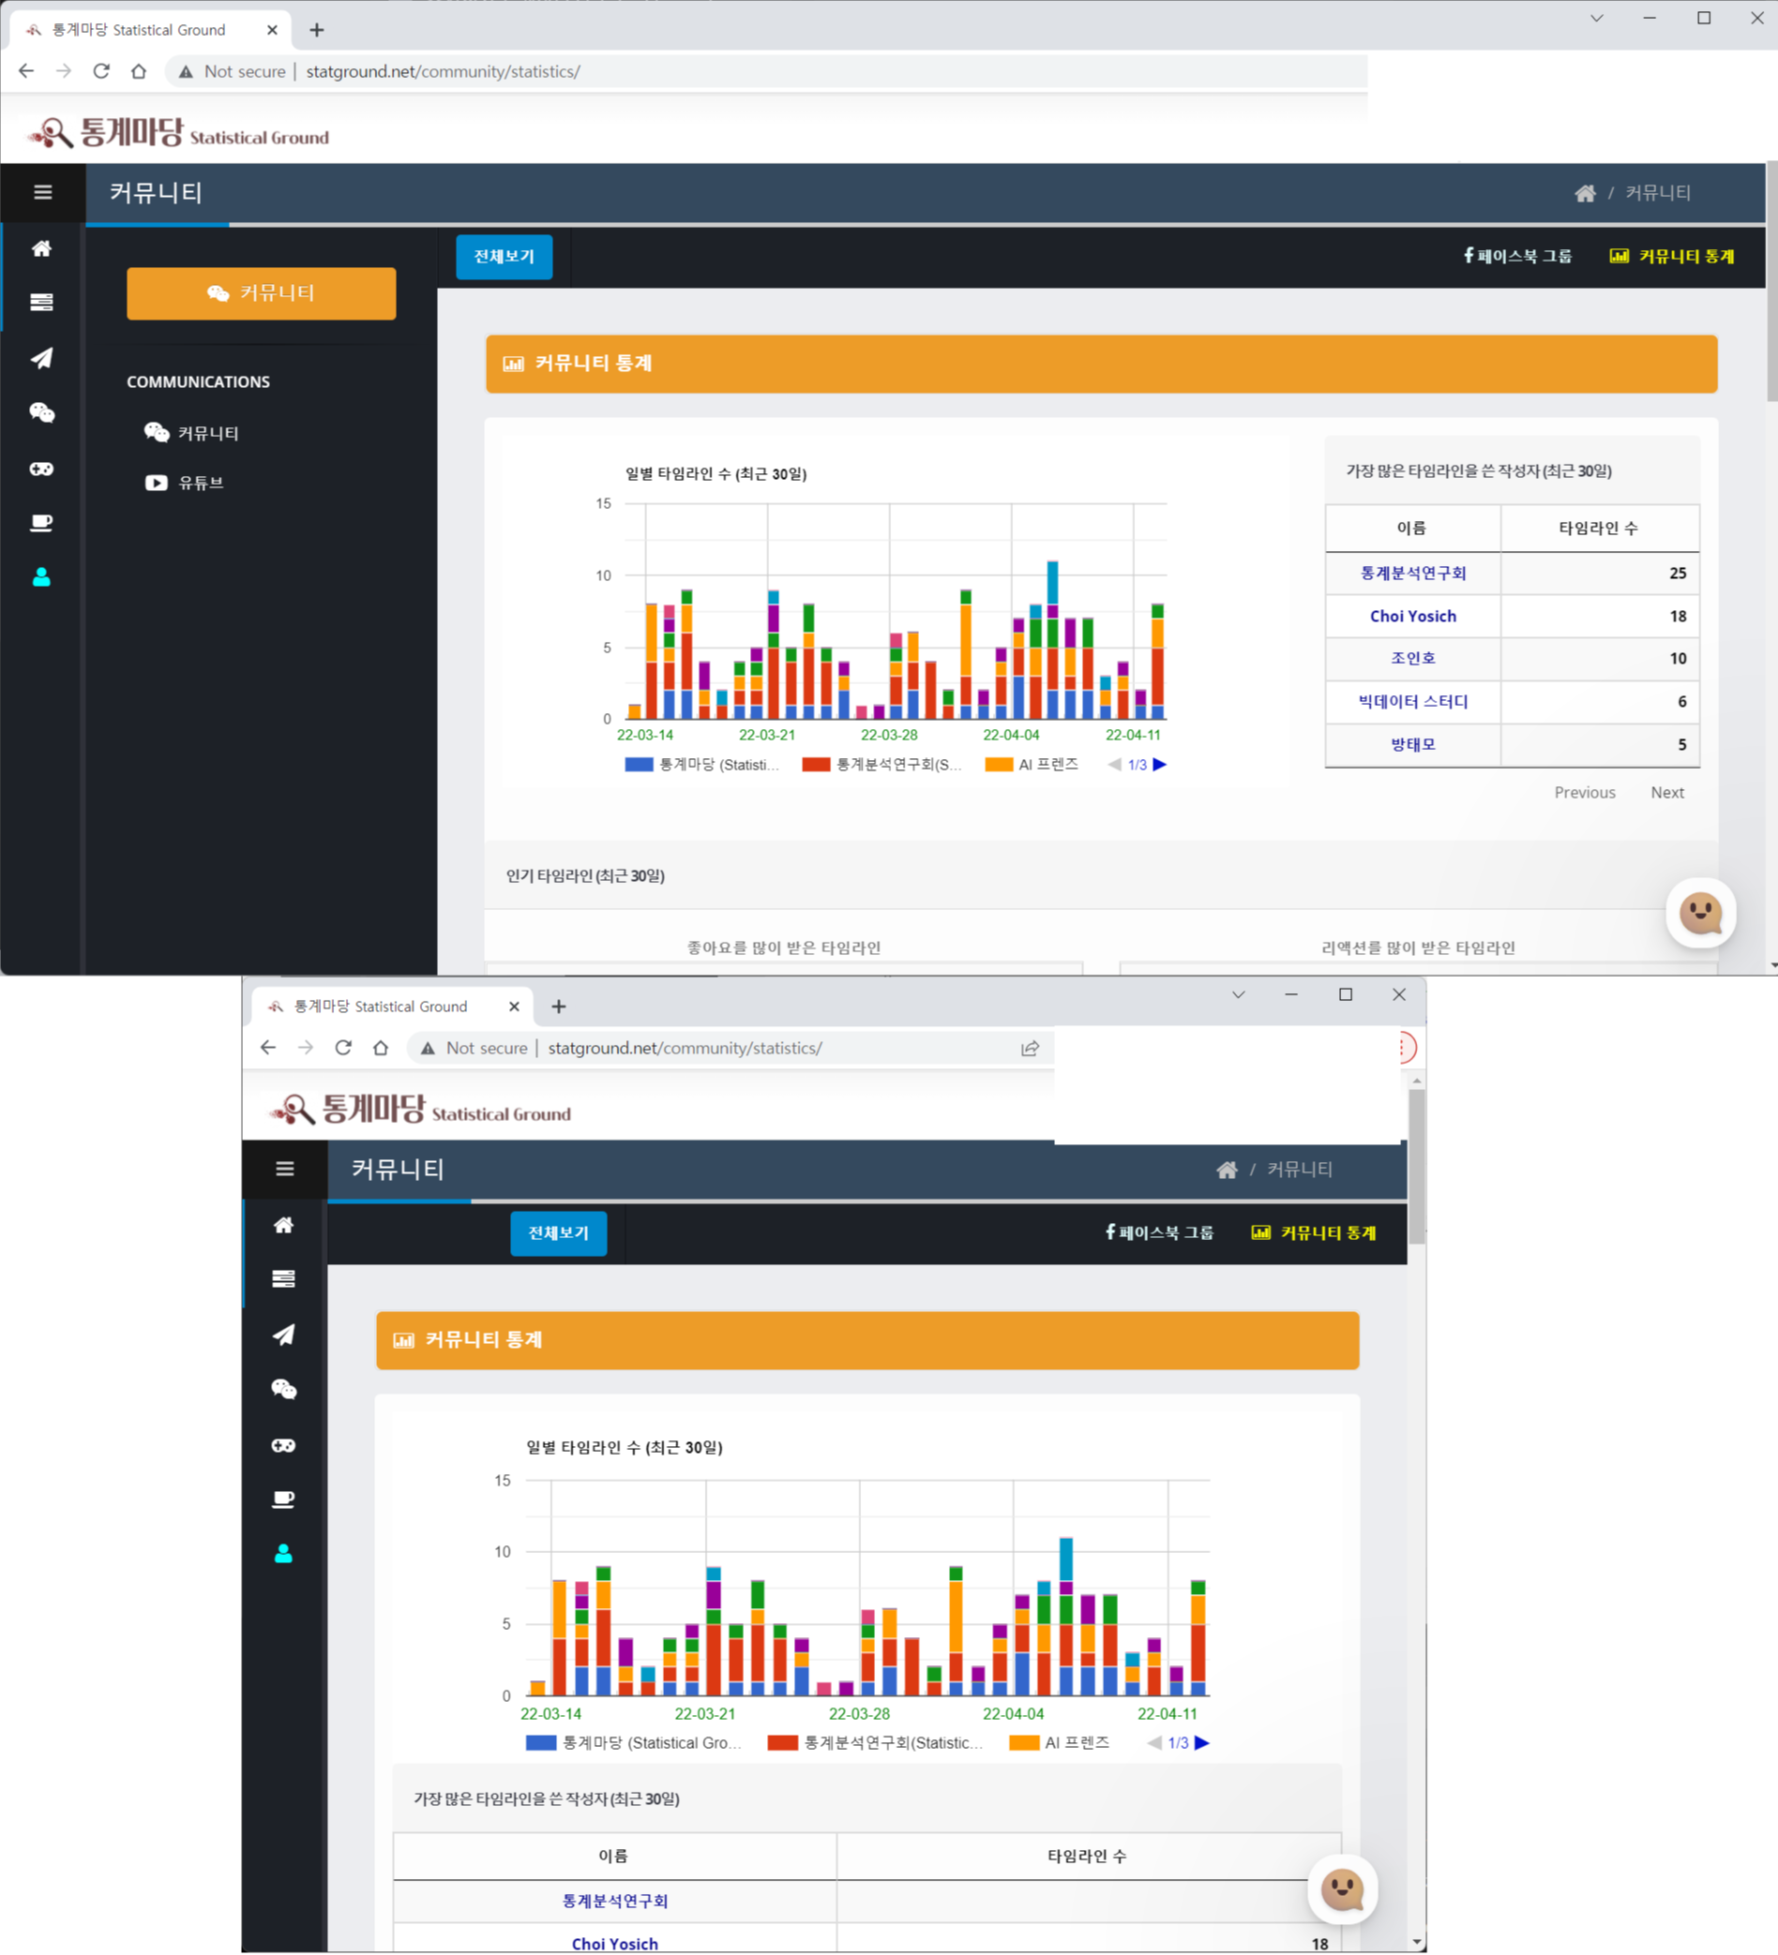 통계마당 Statistical Ground
Not secure | statground.net/community/statistics/
통계마당 Statistical Ground
커뮤니티
/ 커뮤니티
전체보기
페이스북 그룹
커뮤니티 통계
커뮤니티
COMMUNICATIONS
커뮤니티
유튜브
커뮤니티 통계
일별 타임라인 수 (최근 30일)
15
10
5
0
22-03-14 22-03-21 22-03-28 22-04-04 22-04-11
통계마당 (Statisti... 통계분석연구회(S... AI 프렌즈 1/3
가장 많은 타임라인을 쓴 작성자 (최근 30일)
이름 타임라인 수
통계분석연구회 25
Choi Yosich 18
조인호 10
빅데이터 스터디 6
방태모 5
Previous Next
인기 타임라인 (최근 30일)
좋아요를 많이 받은 타임라인
리액션를 많이 받은 타임라인
통계마당 Statistical Ground
Not secure | statground.net/community/statistics/
통계마당 Statistical Ground
커뮤니티
/ 커뮤니티
전체보기
페이스북 그룹
커뮤니티 통계
커뮤니티 통계
일별 타임라인 수 (최근 30일)
15
10
5
0
22-03-14 22-03-21 22-03-28 22-04-04 22-04-11
통계마당 (Statistical Gro... 통계분석연구회(Statistic... AI 프렌즈 1/3
가장 많은 타임라인을 쓴 작성자 (최근 30일)
이름 타임라인 수
통계분석연구회
Choi Yosich 18